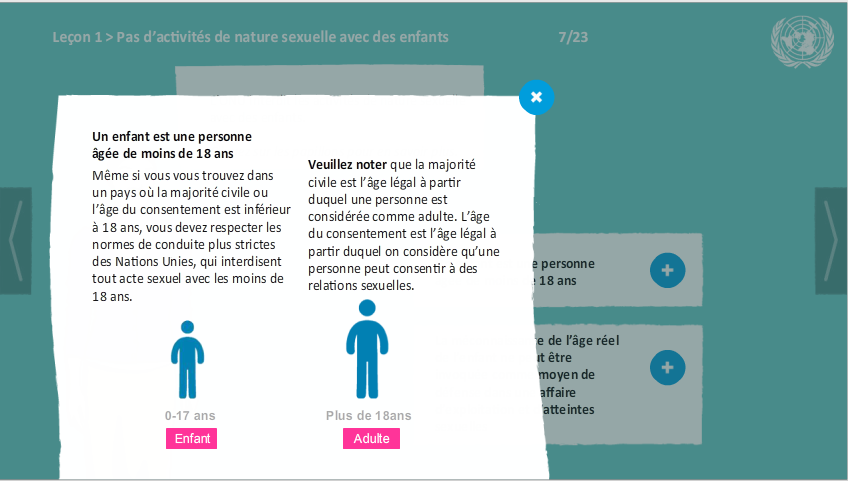 Leçon 1 > Pas d'activités de nature sexuelle avec des enfants
7/23
Un enfant est une personne
âgée de moins de 18 ans
Même si vous vous trouvez dans
un pays où la majorité civile ou
l'âge du consentement est inférieur
à 18 ans, vous devez respecter les
normes de conduite plus strictes
des Nations Unies, qui interdisent
tout acte sexuel avec les moins de
18 ans.
Veuillez noter que la majorité
civile est l'âge légal à partir
duquel une personne est
considérée comme adulte. L'âge
du consentement est l'âge légal à
partir duquel on considère qu'une
personne peut consentir à des
relations sexuelles.
0-17 ans
Enfant
Plus de 18ans
Adulte
e personne
18 ans
te de l'âge réel
ut être
moyen de
affaire
'atteintes